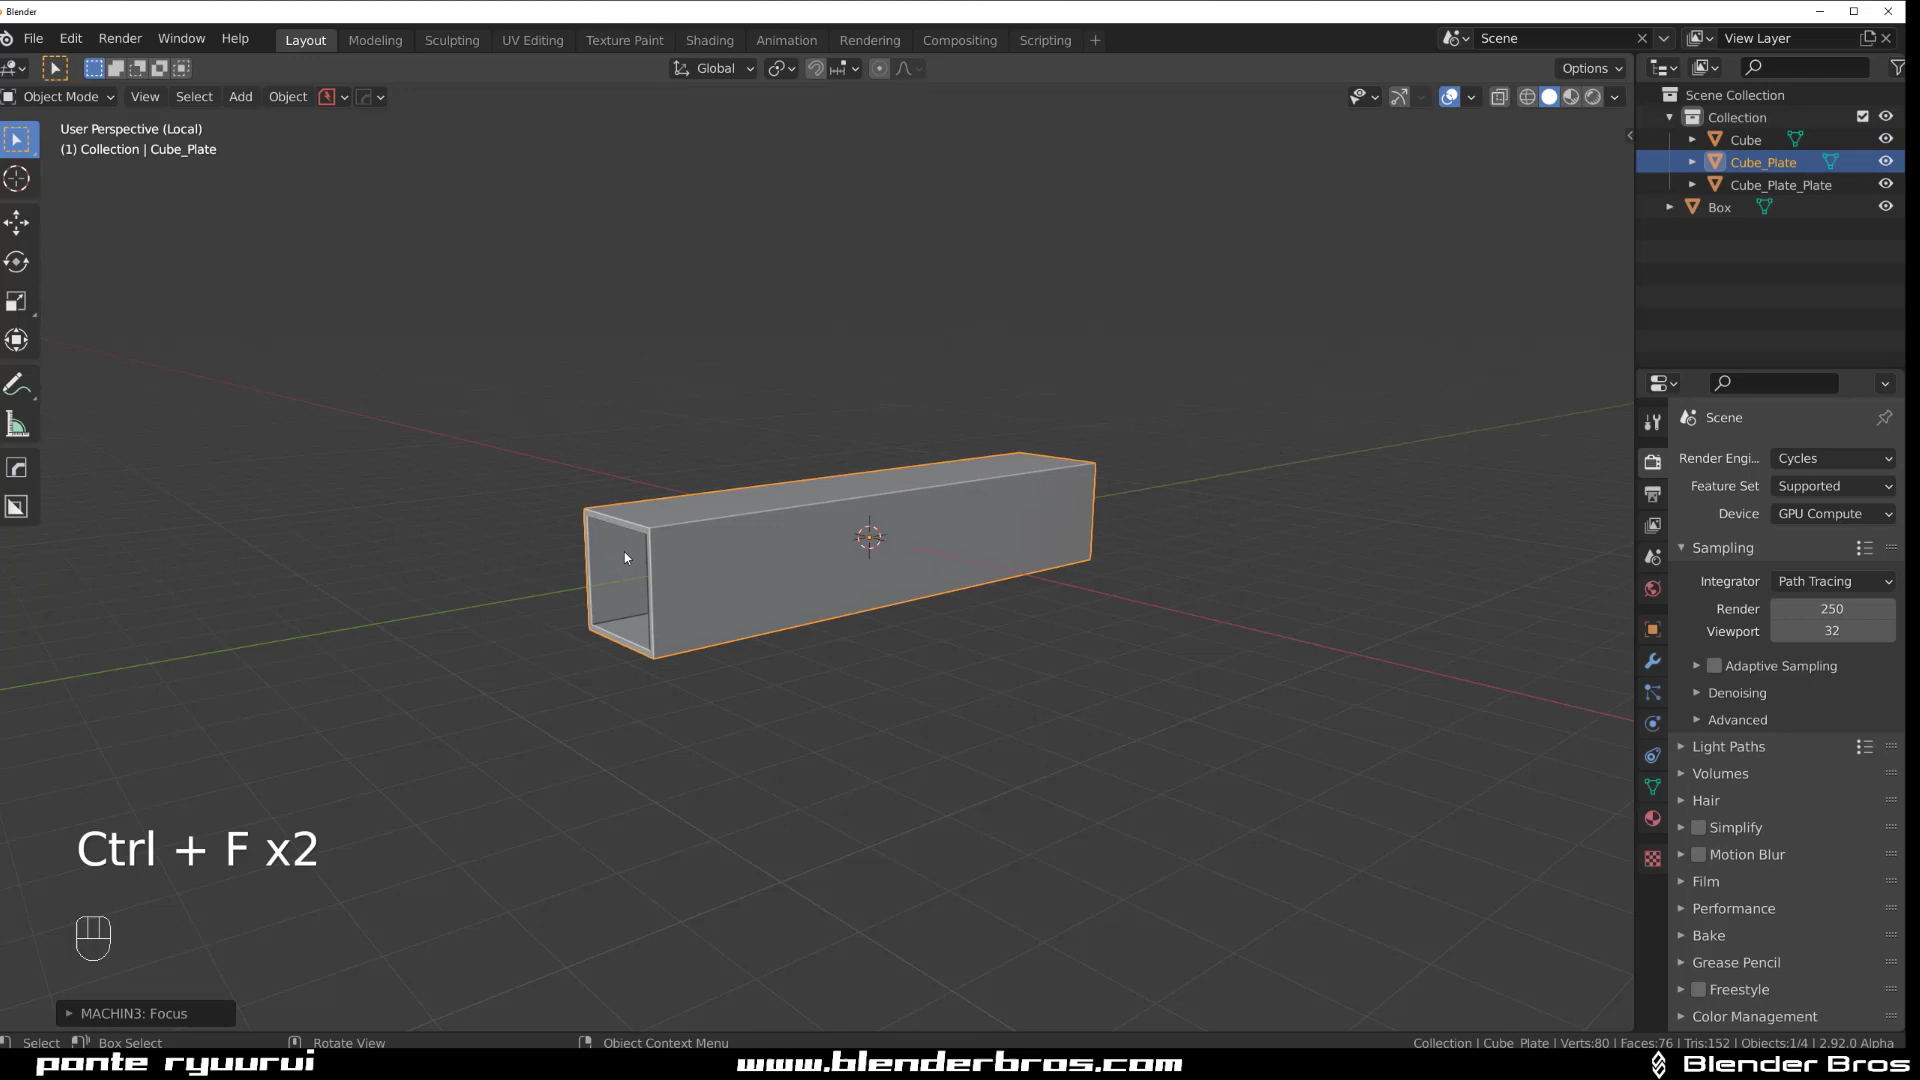 Blender
File Edit Render Window Help Layout Modeling Sculpting UV Editing Texture Paint Shading Animation Rendering Compositing Scripting + Scene View Layer
Global Options
Object Mode View Select Add Object
User Perspective (Local)
(1) Collection | Cube_Plate
Scene Collection
Collection
Cube
Cube_Plate
Cube_Plate_Plate
Box
Scene
Render Engi... Cycles
Feature Set Supported
Device GPU Compute
Sampling
Integrator Path Tracing
Render 250
Viewport 32
Adaptive Sampling
Denoising
Advanced
Light Paths
Volumes
Hair
Simplify
Motion Blur
Film
Performance
Bake
Grease Pencil
Freestyle
Color Management
Ctrl + F x2
MACHIN3: Focus
Select Box Select Rotate View Object Context Menu Collection | Cube_Plate | Verts:80 | Faces:76 | Tris:152 | Objects:1/4 | 2.92.0 Alpha
ponte ryuurui www.blenderbros.com Blender Bros